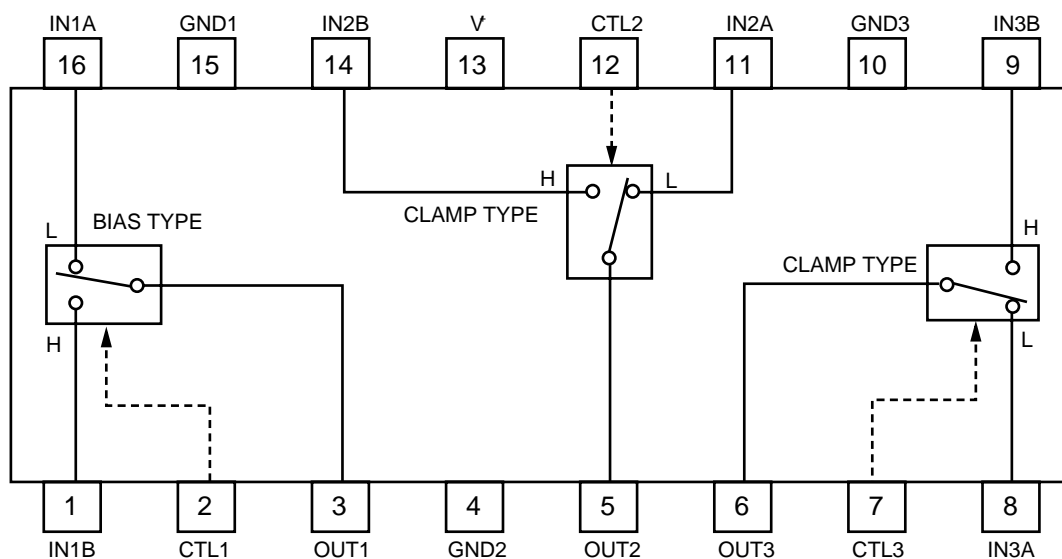 IN1A GND1 IN2B V+ CTL2 IN2A GND3 IN3B
16 15 14 13 12 11 10 9
H L
CLAMP TYPE
L BIAS TYPE H
CLAMP TYPE
H L
1 2 3 4 5 6 7 8
IN1B CTL1 OUT1 GND2 OUT2 OUT3 CTL3 IN3A